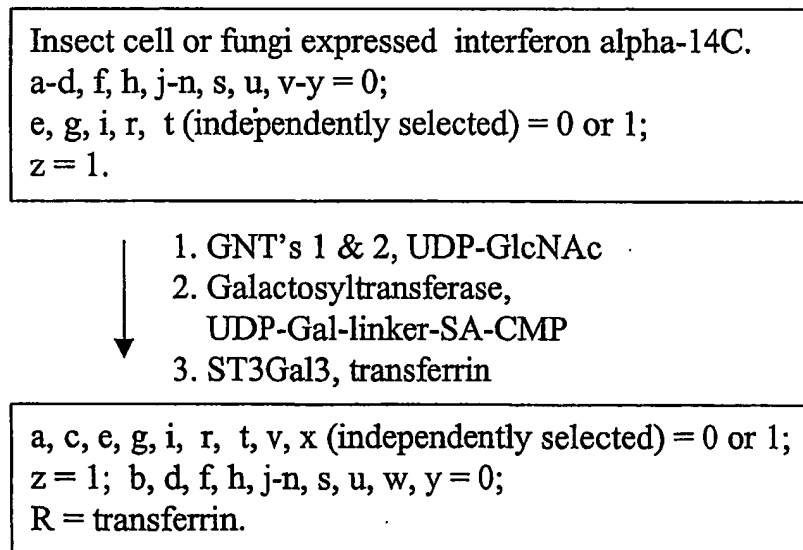 Insect cell or fungi expressed interferon alpha-14C.
a-d, f, h, j-n, s, u, v-y = 0;
e, g, i, r, t (independently selected) = 0 or 1;
z = 1.
1. GNT's 1 & 2, UDP-GlcNAc
2. Galactosyltransferase,
UDP-Gal-linker-SA-CMP
3. ST3Gal3, transferrin
a, c, e, g, i, r, t, v, x (independently selected) = 0 or 1;
z = 1; b, d, f, h, j-n, s, u, w, y = 0;
R = transferrin.